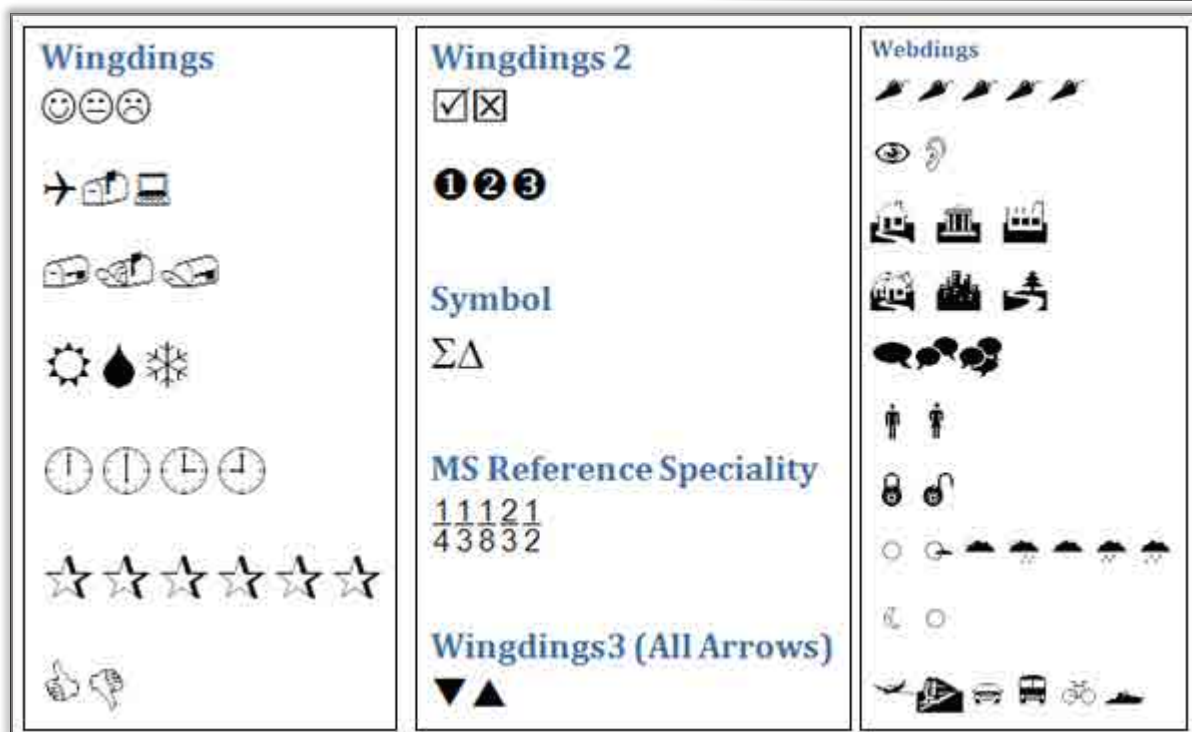 Wingdings
Wingdings 2
❶❷❸
Symbol
ΣΔ
MS Reference Speciality
1/4 1/3 1/8 2/3 1/2
Wingdings3 (All Arrows)
Webdings